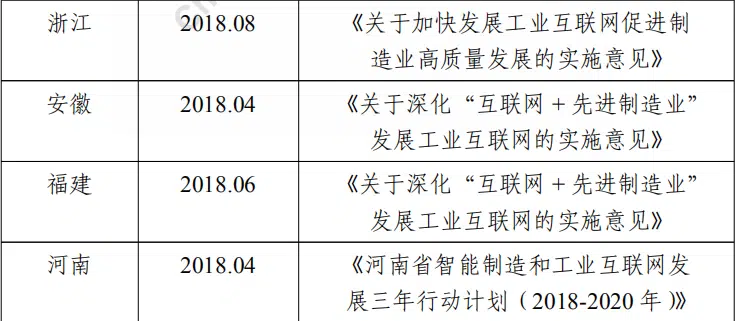 浙江 2018.08 《关于加快发展工业互联网促进制
造业高质量发展的实施意见》
安徽 2018.04 《关于深化“互联网+先进制造业”
发展工业互联网的实施意见》
福建 2018.06 《关于深化“互联网+先进制造业”
发展工业互联网的实施意见》
河南 2018.04 《河南省智能制造和工业互联网发
展三年行动计划（2018-2020 年）》